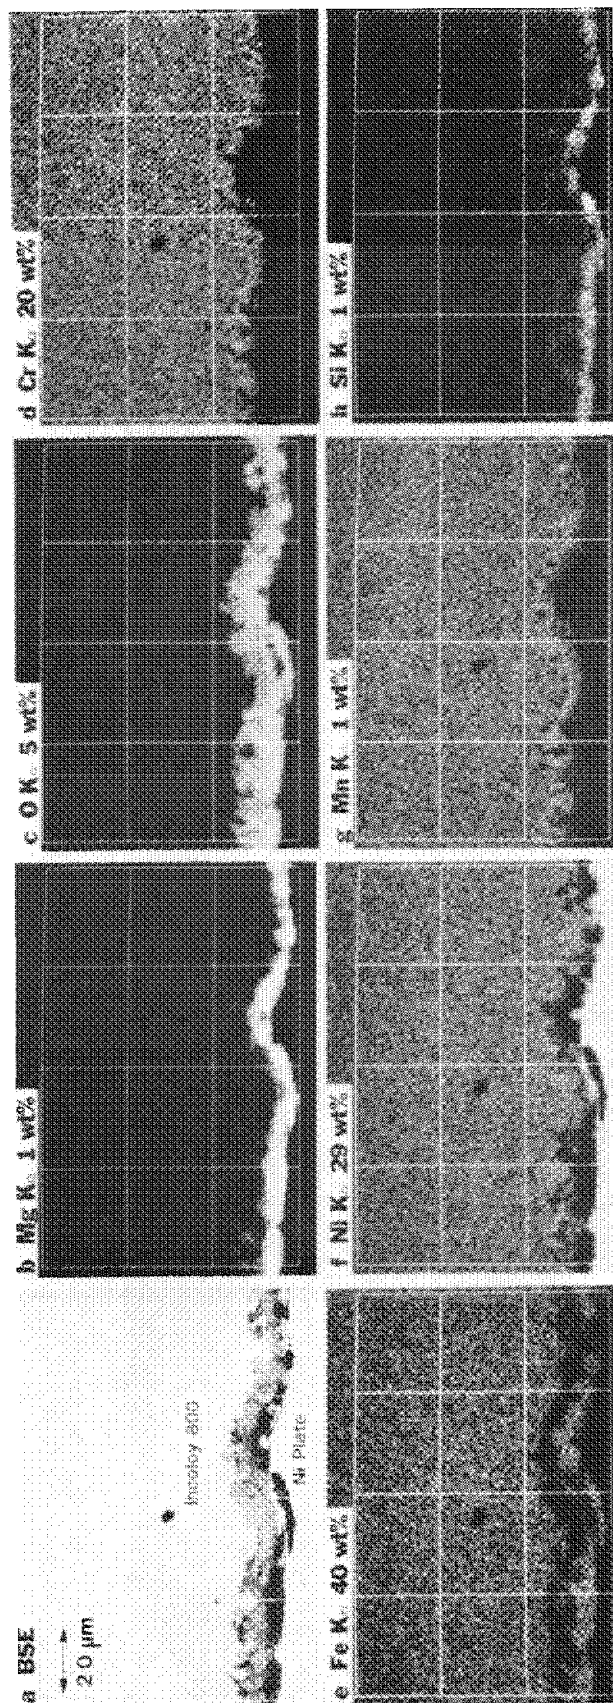 a BSE
20 µm
Incoloy 800
Ni Plate
b Mg K 1 wt%
c O K 5 wt%
d Cr K 20 wt%
e Fe K 40 wt%
f Ni K 29 wt%
g Mn K 1 wt%
h Si K 1 wt%